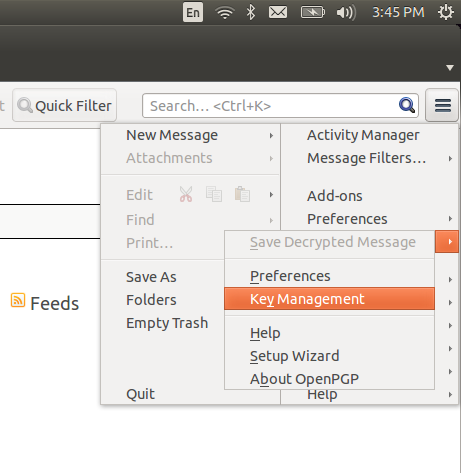 En 3:45 PM
Quick Filter Search... <Ctrl+K>
New Message Activity Manager
Attachments Message Filters...
Edit Add-ons
Find Preferences
Print... Save Decrypted Message
Save As Preferences
Folders Key Management
Empty Trash Help
Feeds
Setup Wizard
About OpenPGP
Quit Help